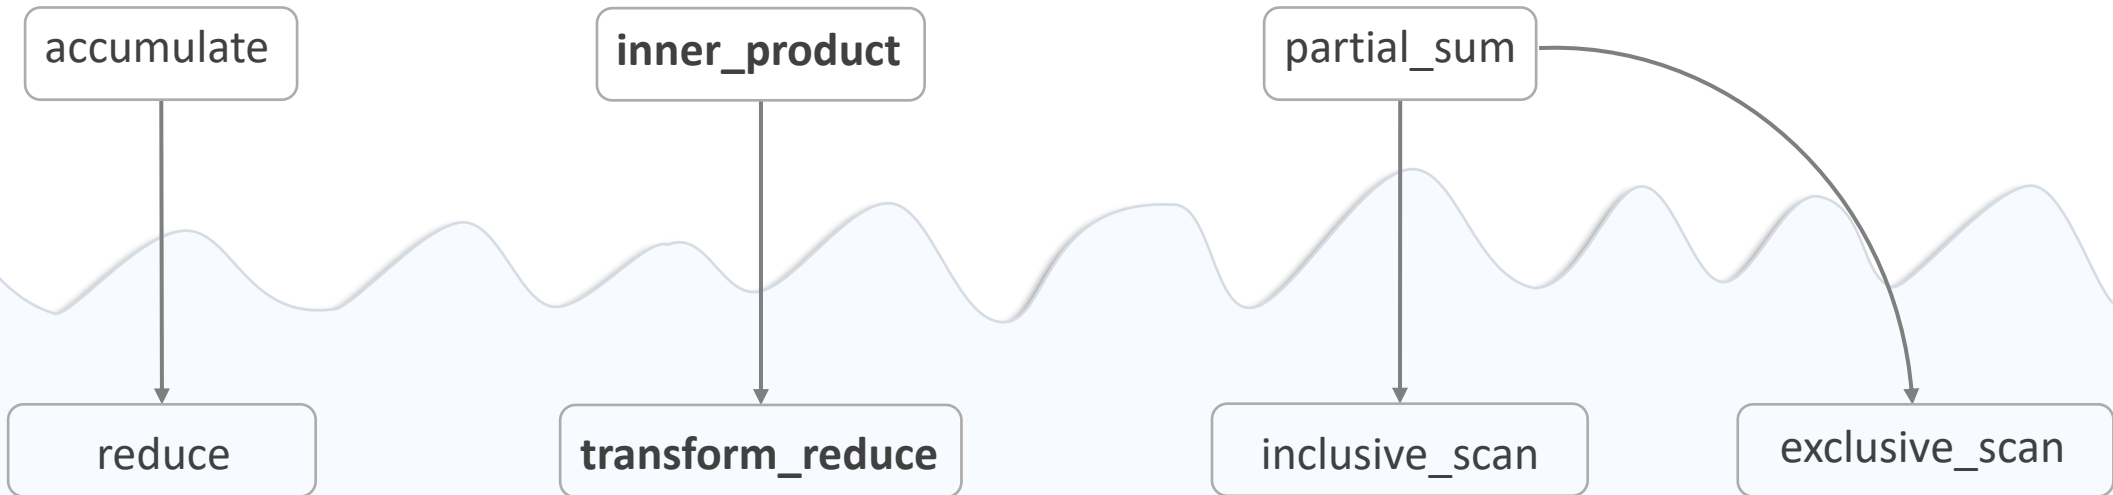 accumulate
inner_product
partial_sum
reduce
transform_reduce
inclusive_scan
exclusive_scan